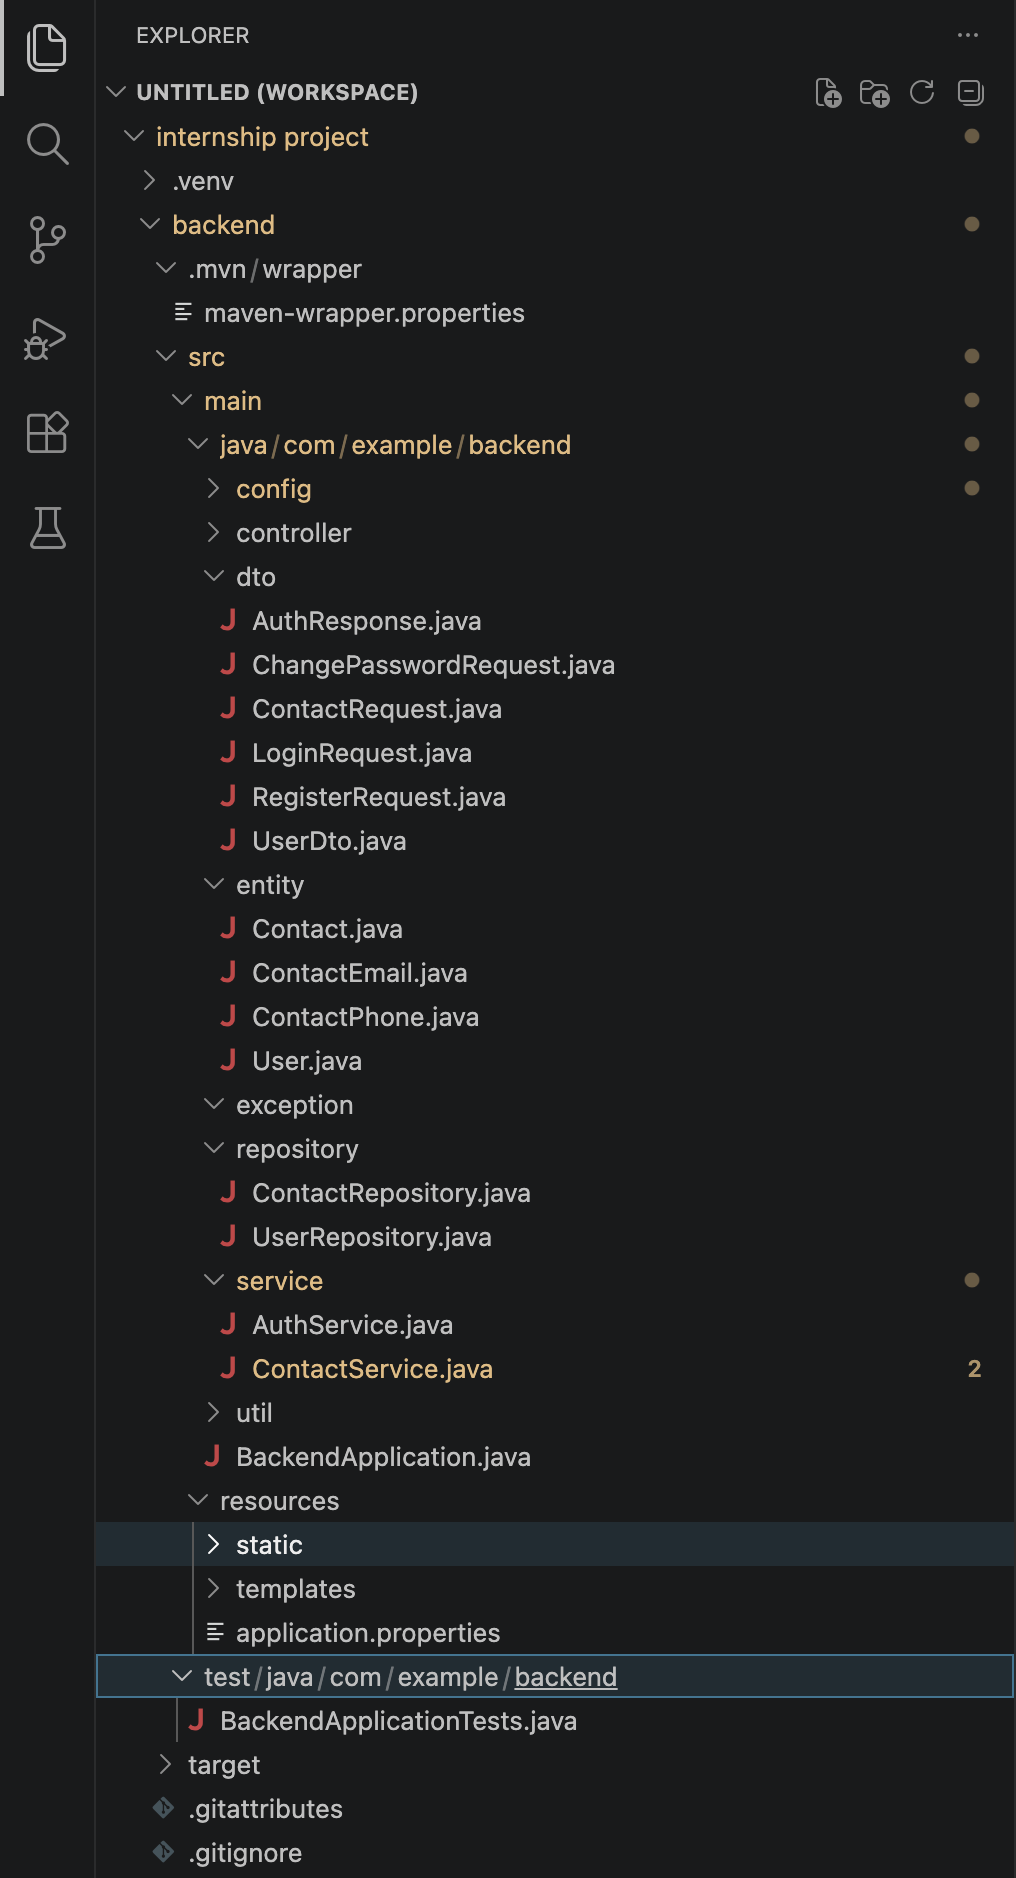 EXPLORER
UNTITLED (WORKSPACE)
internship project
.venv
backend
.mvn/wrapper
maven-wrapper.properties
src
main
java/com/example/backend
config
controller
dto
J AuthResponse.java
J ChangePasswordRequest.java
J ContactRequest.java
J LoginRequest.java
J RegisterRequest.java
J UserDto.java
entity
J Contact.java
J ContactEmail.java
J ContactPhone.java
J User.java
exception
repository
J ContactRepository.java
J UserRepository.java
service
J AuthService.java
J ContactService.java 2
util
J BackendApplication.java
resources
static
templates
application.properties
test/java/com/example/backend
J BackendApplicationTests.java
target
.gitattributes
.gitignore